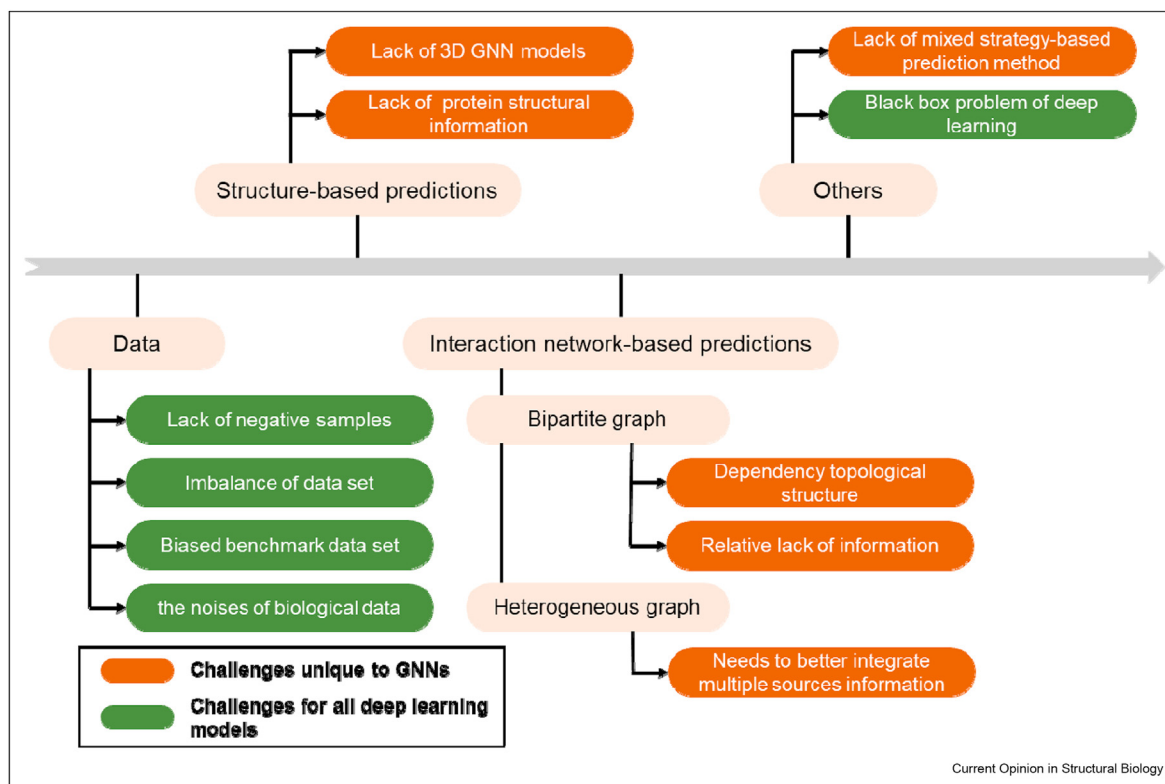 Lack of 3D GNN models
Lack of protein structural
information
Structure-based predictions
Lack of mixed strategy-based
prediction method
Black box problem of deep
learning
Others
Data
Lack of negative samples
Imbalance of data set
Biased benchmark data set
the noises of biological data
Interaction network-based predictions
Bipartite graph
Dependency topological
structure
Relative lack of information
Heterogeneous graph
Needs to better integrate
multiple sources information
Challenges unique to GNNs
Challenges for all deep learning
models
Current Opinion in Structural Biology